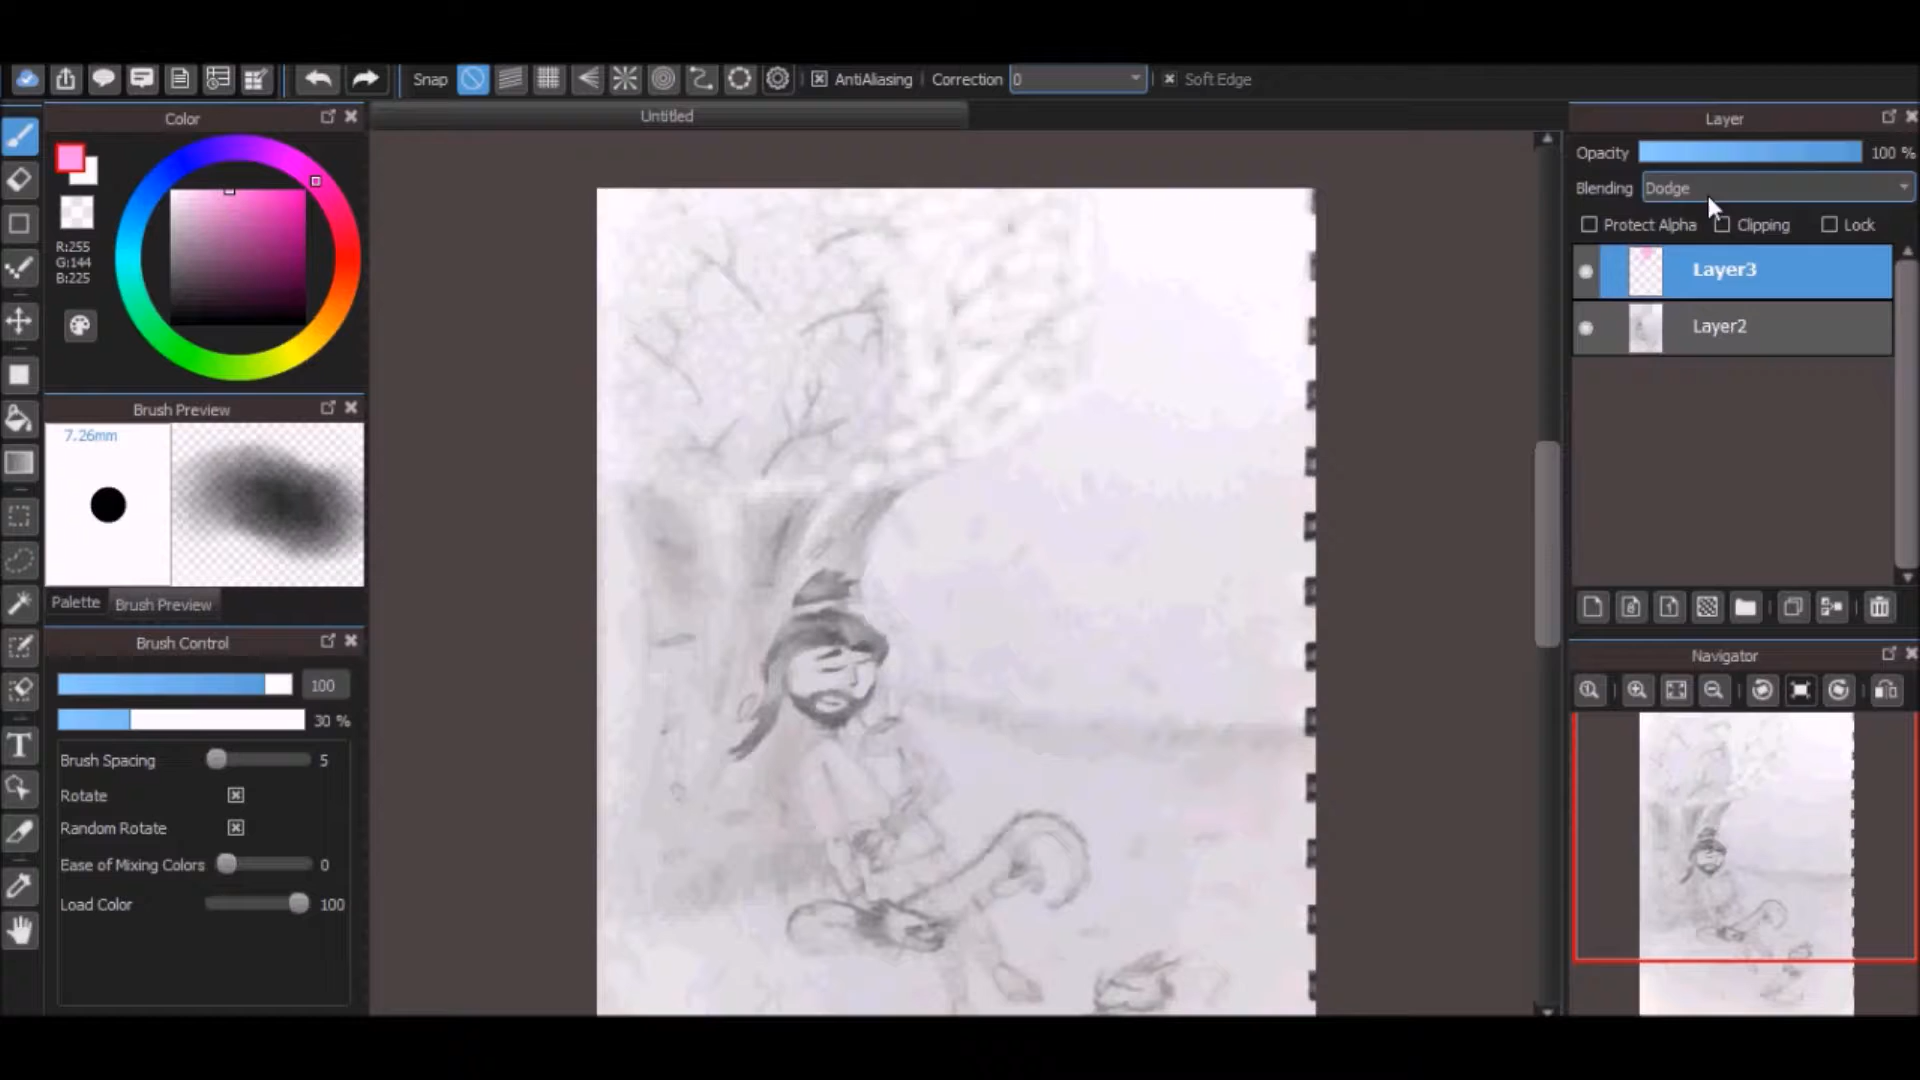 Snap AntiAliasing Correction 0 Soft Edge
Color
R:255
G:144
B:225
Brush Preview
7.26mm
Palette Brush Preview
Brush Control
100
30 %
Brush Spacing 5
Rotate
Random Rotate
Ease of Mixing Colors 0
Load Color 100
Untitled
Layer
Opacity 100 %
Blending Dodge
Protect Alpha Clipping Lock
Layer3
Layer2
Navigator